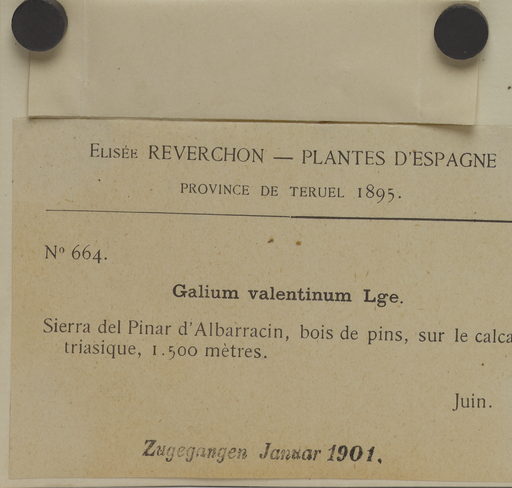 Elisée REVERCHON — PLANTES D'ESPAGNE
PROVINCE DE TERUEL 1895.
Nº 664.
Galium valentinum Lge.
Sierra del Pinar d'Albarracin, bois de pins, sur le calca
triasique, 1.500 mètres.
Juin.
Zugegangen Januar 1901.